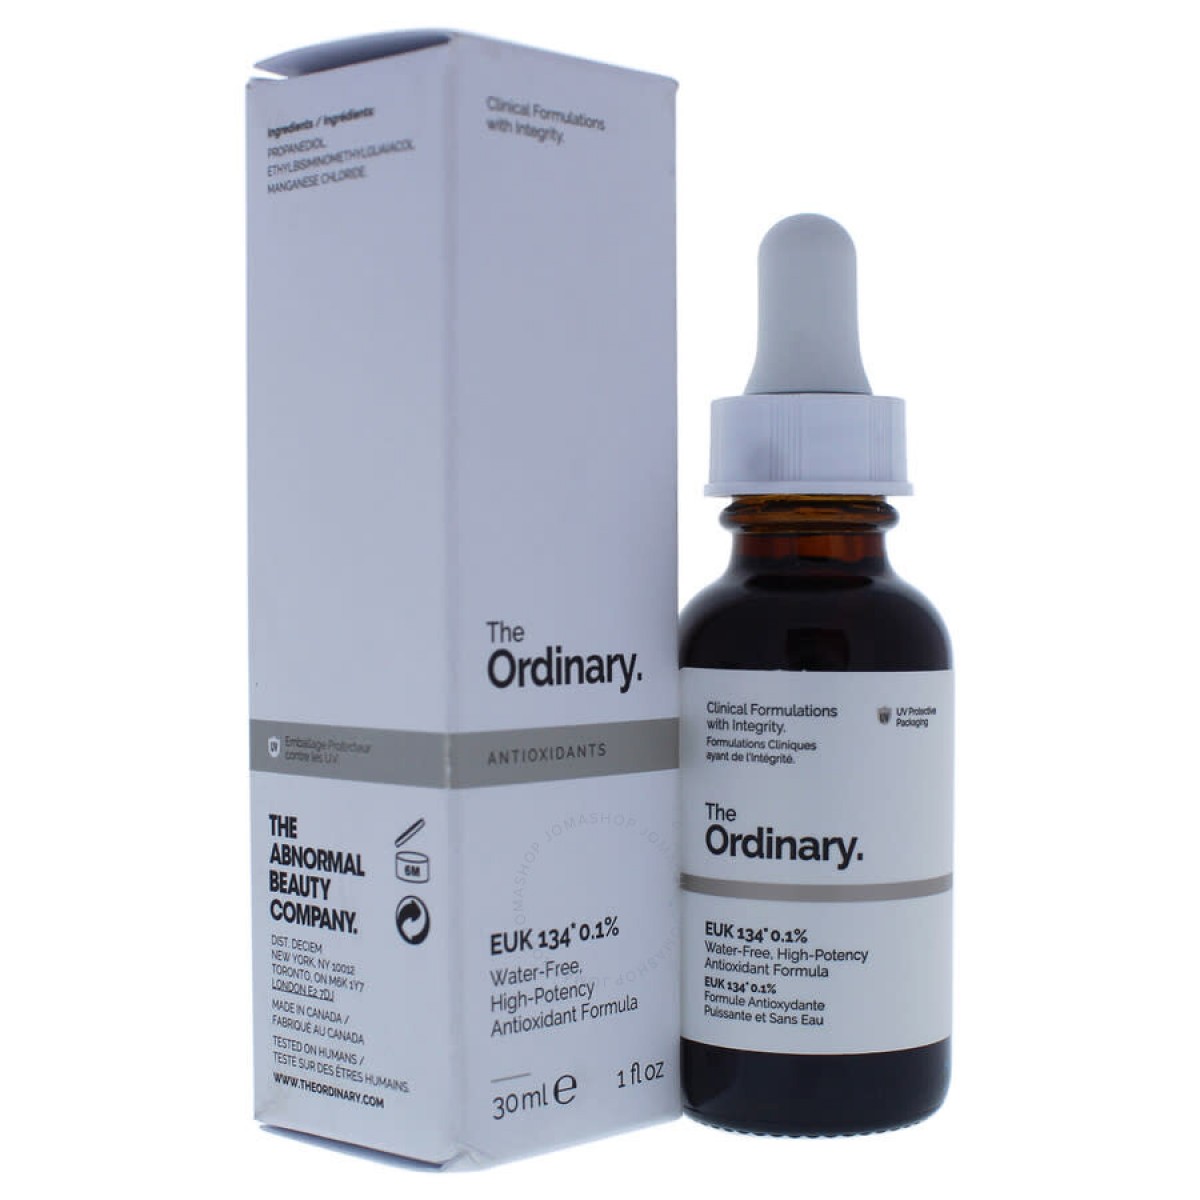 Ingredients / Ingrédients:
PROPANEDIOL,
ETHYLBISIMINOMETHYLGUAIACOL
MANGANESE CHLORIDE.
UV
Emballage Protecteur
contre les U.V.
THE
ABNORMAL
BEAUTY
COMPANY.
6M
DIST. DECIEM
NEW YORK, NY 10012
TORONTO, ON M6K 1Y7
LONDON E2 7DJ
MADE IN CANADA /
FABRIQUÉ AU CANADA
TESTED ON HUMANS /
TESTÉ SUR DES ÊTRES HUMAINS.
WWW.THEORDINARY.COM
Clinical Formulations
with Integrity.
The
Ordinary.
ANTIOXIDANTS
JOMASHOP
EUK 134* 0.1%
Water-Free,
High-Potency
Antioxidant Formula
30 ml e 1 fl oz
Clinical Formulations
with Integrity.
Formulations Cliniques
ayant de l'Intégrité.
UV
UV Protective
Packaging
The
Ordinary.
EUK 134* 0.1%
Water-Free, High-Potency
Antioxidant Formula
EUK 134* 0.1%
Formule Antioxydante
Puissante et Sans Eau